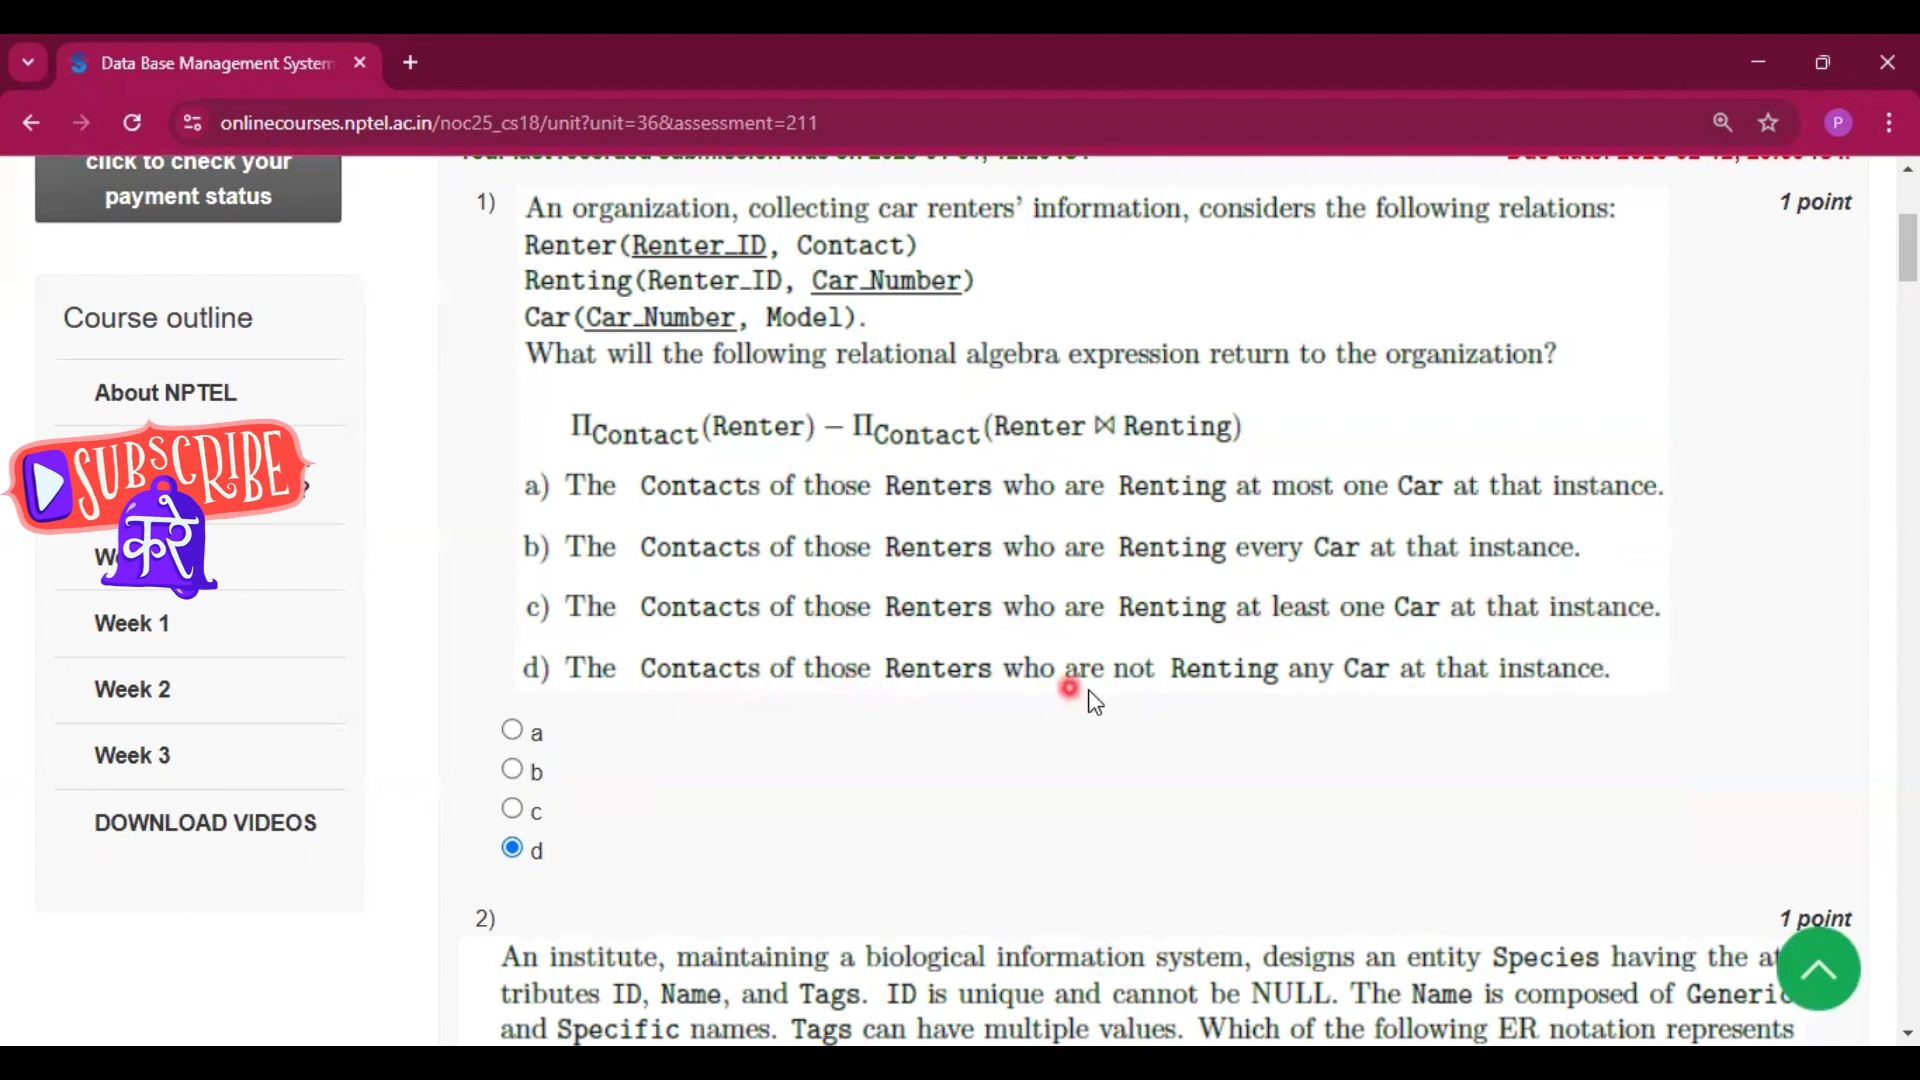 Data Base Management System
onlinecourses.nptel.ac.in/noc25_cs18/unit?unit=36&assessment=211
P
click to check your
payment status
Course outline
About NPTEL
SUBSCRIBE
करे
?
Week 1
Week 2
Week 3
DOWNLOAD VIDEOS
1) An organization, collecting car renters' information, considers the following relations: 1 point
Renter(Renter_ID, Contact)
Renting(Renter_ID, Car_Number)
Car(Car_Number, Model).
What will the following relational algebra expression return to the organization?
Π_Contact(Renter) − Π_Contact(Renter ⋈ Renting)
a) The Contacts of those Renters who are Renting at most one Car at that instance.
b) The Contacts of those Renters who are Renting every Car at that instance.
c) The Contacts of those Renters who are Renting at least one Car at that instance.
d) The Contacts of those Renters who are not Renting any Car at that instance.
a
b
c
d
2) 1 point
An institute, maintaining a biological information system, designs an entity Species having the at
tributes ID, Name, and Tags. ID is unique and cannot be NULL. The Name is composed of Generic
and Specific names. Tags can have multiple values. Which of the following ER notation represents